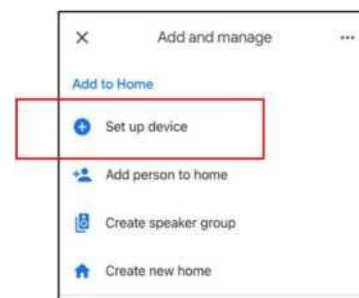 Add and manage
Add to Home
Set up device
Add person to home
Create speaker group
Create new home